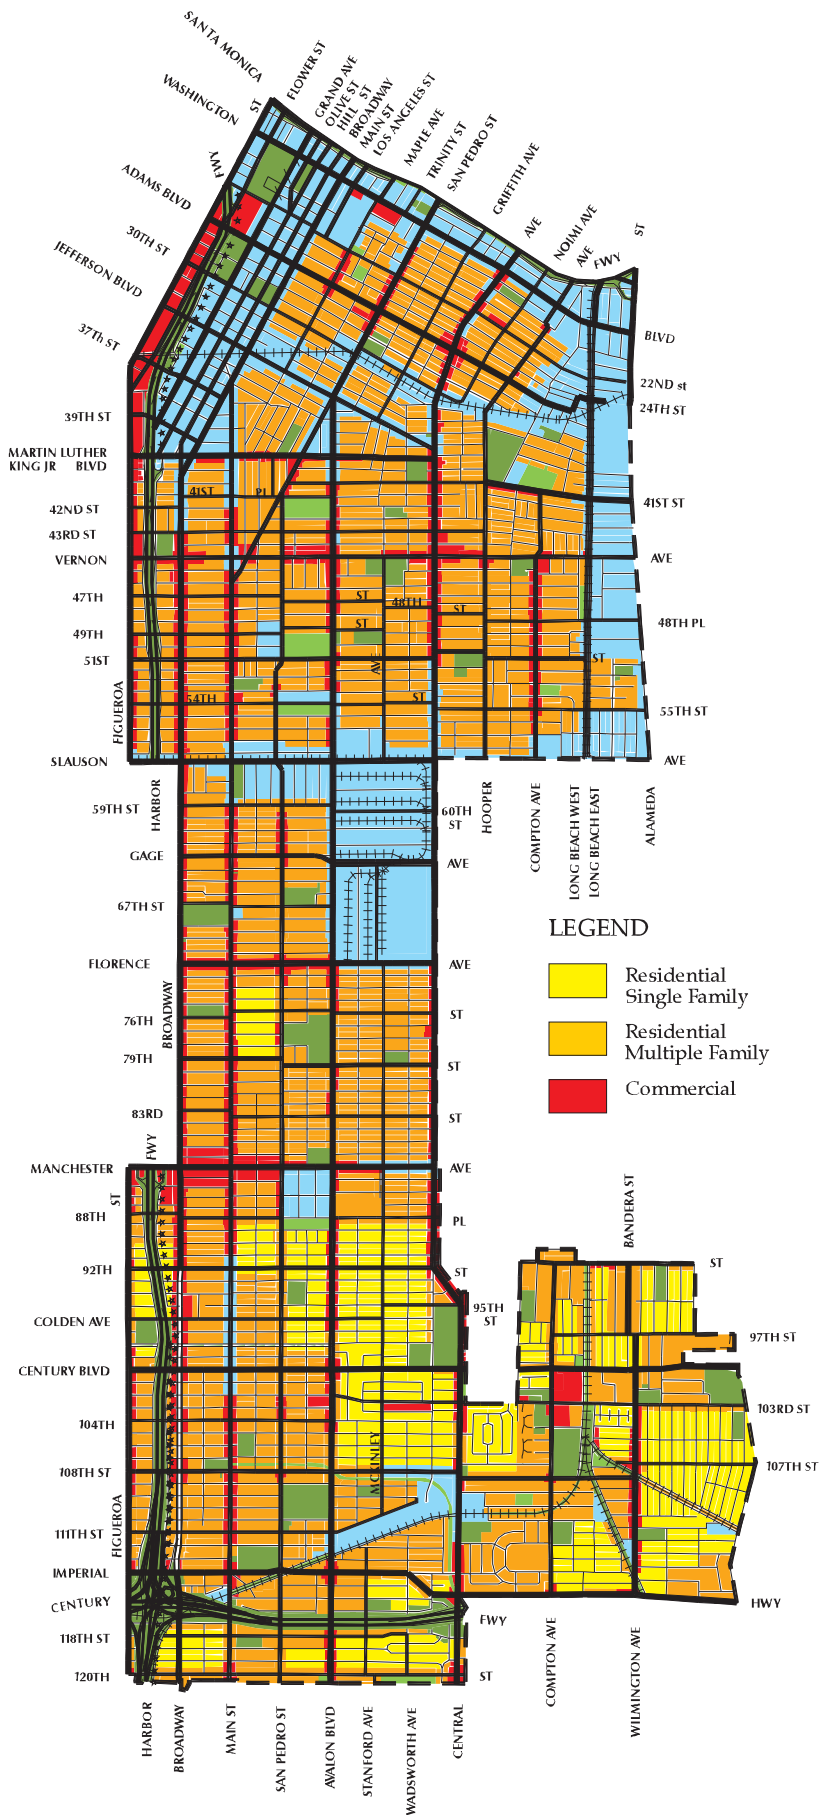 SANTA MONICA
FLOWER ST
GRAND AVE
OLIVE ST
HILL ST
BROADWAY
MAIN ST
LOS ANGELES ST
MAPLE AVE
TRINITY ST
SAN PEDRO ST
GRIFFITH AVE
AVE
NOIMI AVE
AVE
FWY
ST
WASHINGTON
ST
FWY
ADAMS BLVD
30TH ST
JEFFERSON BLVD
37Th ST
BLVD
22ND st
24TH ST
39TH ST
MARTIN LUTHER
KING JR BLVD
41ST PL
41ST ST
42ND ST
43RD ST
VERNON
AVE
47TH
ST
48TH
ST
48TH PL
49TH
ST
51ST
ST
AVE
54TH
ST
55TH ST
FIGUEROA
SLAUSON
AVE
HARBOR
HOOPER
COMPTON AVE
LONG BEACH WEST
LONG BEACH EAST
ALAMEDA
59TH ST
60TH
ST
GAGE
AVE
67TH ST
LEGEND
FLORENCE
AVE
Residential
Single Family
BROADWAY
76TH
ST
Residential
Multiple Family
79TH
ST
Commercial
83RD
ST
FWY
MANCHESTER
AVE
ST
BANDERA ST
88TH
PL
92TH
ST
ST
95TH
ST
COLDEN AVE
97TH ST
CENTURY BLVD
103RD ST
104TH
MCKINLEY
108TH ST
107TH ST
FIGUEROA
111TH ST
IMPERIAL
CENTURY
HWY
FWY
118TH ST
120TH
ST
HARBOR
BROADWAY
MAIN ST
SAN PEDRO ST
AVALON BLVD
STANFORD AVE
WADSWORTH AVE
CENTRAL
COMPTON AVE
WILMINGTON AVE